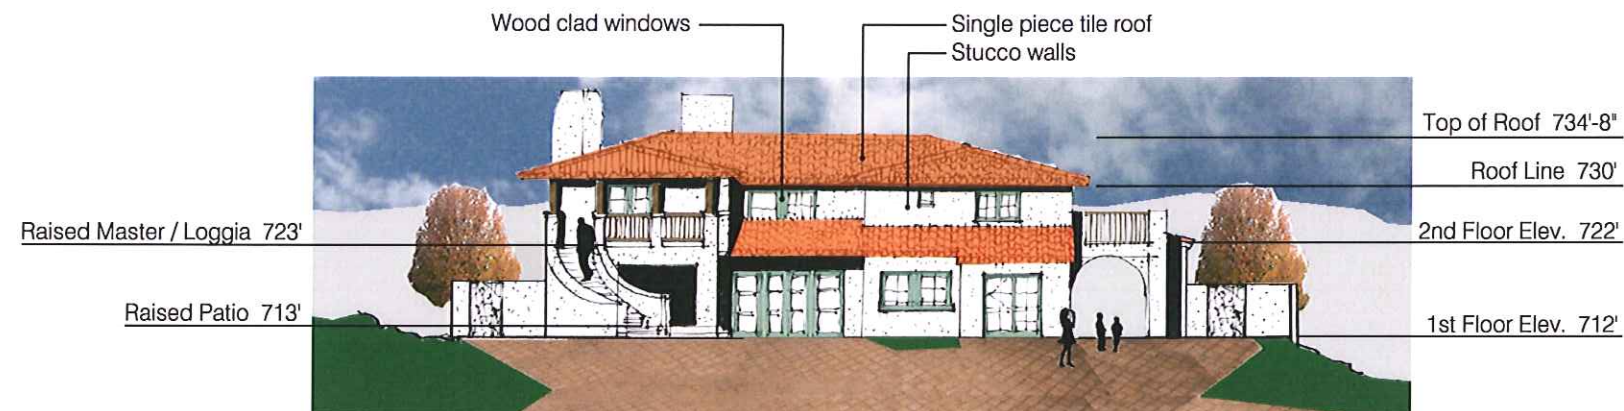 Wood clad windows
Single piece tile roof
Stucco walls
Top of Roof 734'-8"
Roof Line 730'
Raised Master / Loggia 723'
2nd Floor Elev. 722'
Raised Patio 713'
1st Floor Elev. 712'